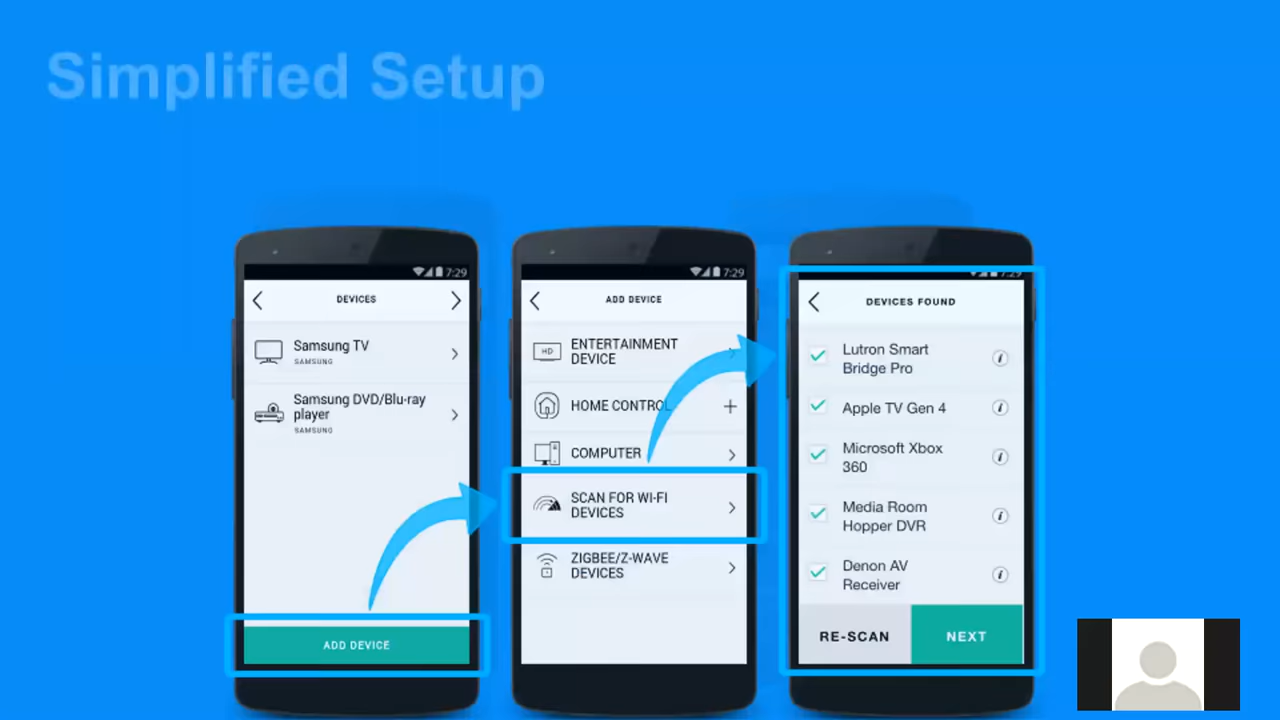 Simplified Setup
7:29
DEVICES
Samsung TV
SAMSUNG
Samsung DVD/Blu-ray
player
SAMSUNG
ADD DEVICE
7:29
ADD DEVICE
HD
ENTERTAINMENT
DEVICE
HOME CONTROL
COMPUTER
SCAN FOR WI-FI
DEVICES
ZIGBEE/Z-WAVE
DEVICES
7:29
DEVICES FOUND
Lutron Smart
Bridge Pro
Apple TV Gen 4
Microsoft Xbox
360
Media Room
Hopper DVR
Denon AV
Receiver
RE-SCAN
NEXT